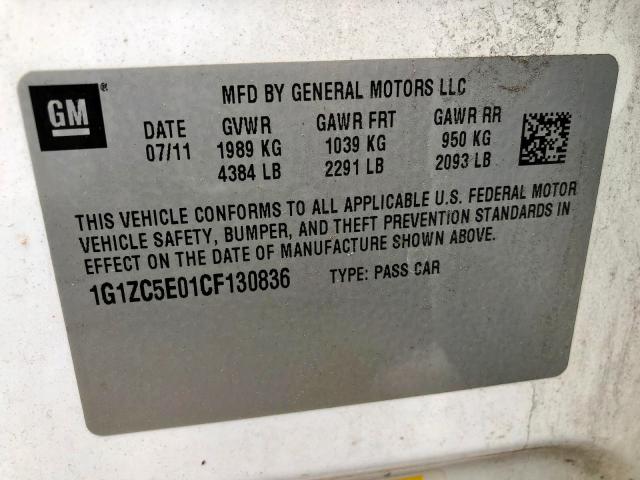 GM®
MFD BY GENERAL MOTORS LLC
DATE GVWR GAWR FRT GAWR RR
07/11 1989 KG 1039 KG 950 KG
4384 LB 2291 LB 2093 LB
THIS VEHICLE CONFORMS TO ALL APPLICABLE U.S. FEDERAL MOTOR
VEHICLE SAFETY, BUMPER, AND THEFT PREVENTION STANDARDS IN
EFFECT ON THE DATE OF MANUFACTURE SHOWN ABOVE.
1G1ZC5E01CF130836 TYPE: PASS CAR